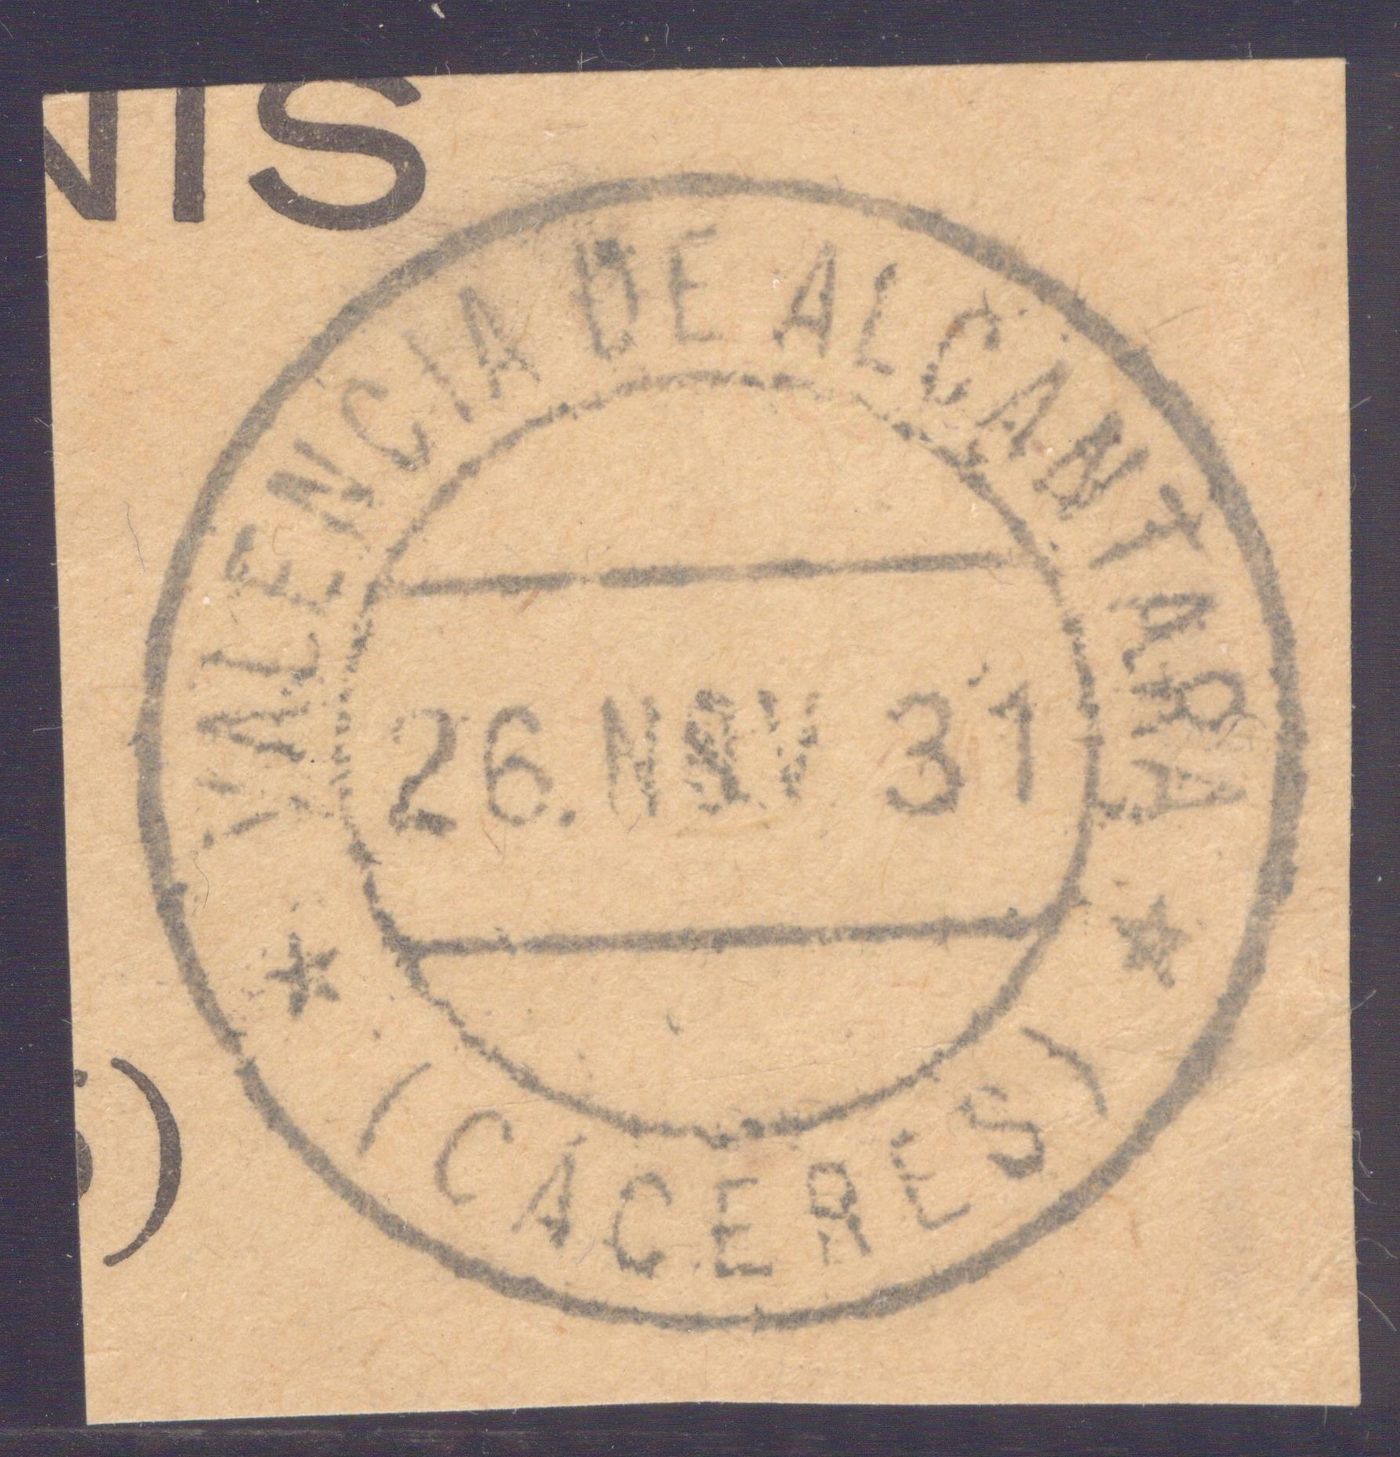 NIS
VALENCIA DE ALCANTARA
26. NOV 31
(CACERES)
)